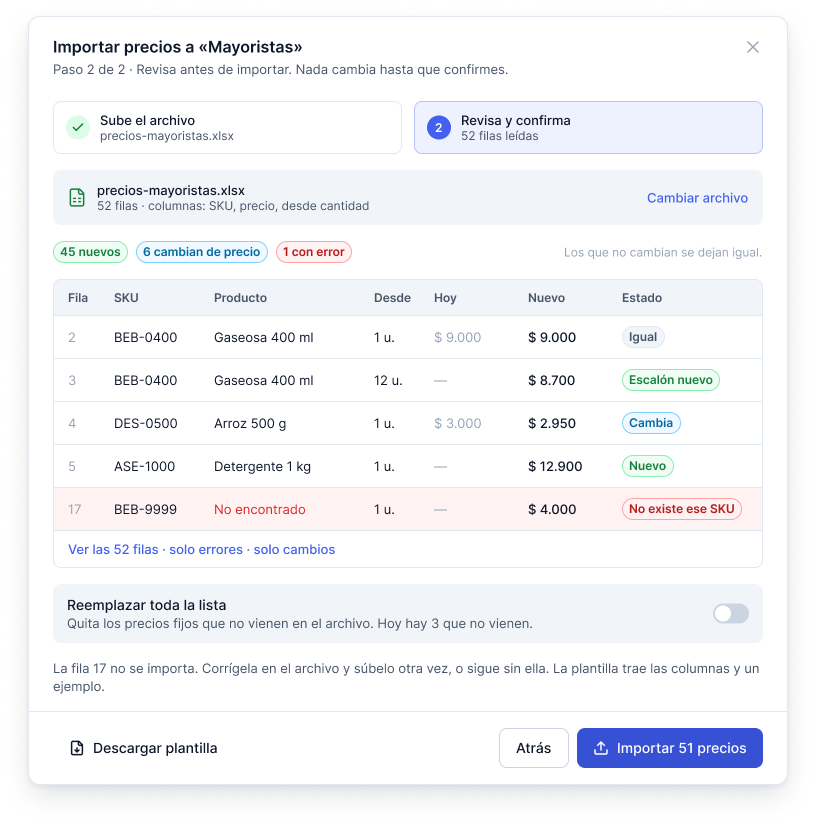 Importar precios a «Mayoristas»
Paso 2 de 2 · Revisa antes de importar. Nada cambia hasta que confirmes.
Sube el archivo
precios-mayoristas.xlsx
2
Revisa y confirma
52 filas leídas
precios-mayoristas.xlsx
52 filas · columnas: SKU, precio, desde cantidad
Cambiar archivo
45 nuevos 6 cambian de precio 1 con error Los que no cambian se dejan igual.
Fila SKU Producto Desde Hoy Nuevo Estado
2 BEB-0400 Gaseosa 400 ml 1 u. $ 9.000 $ 9.000 Igual
3 BEB-0400 Gaseosa 400 ml 12 u. — $ 8.700 Escalón nuevo
4 DES-0500 Arroz 500 g 1 u. $ 3.000 $ 2.950 Cambia
5 ASE-1000 Detergente 1 kg 1 u. — $ 12.900 Nuevo
17 BEB-9999 No encontrado 1 u. — $ 4.000 No existe ese SKU
Ver las 52 filas · solo errores · solo cambios
Reemplazar toda la lista
Quita los precios fijos que no vienen en el archivo. Hoy hay 3 que no vienen.
La fila 17 no se importa. Corrígela en el archivo y súbelo otra vez, o sigue sin ella. La plantilla trae las columnas y un
ejemplo.
Descargar plantilla Atrás Importar 51 precios